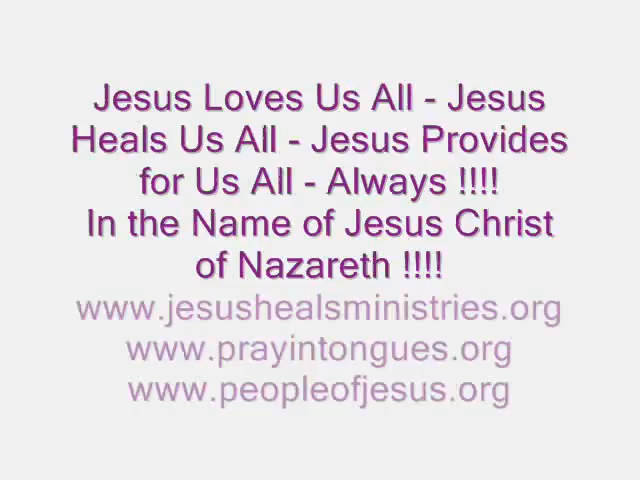 Jesus Loves Us All - Jesus
Heals Us All - Jesus Provides
for Us All - Always !!!!
In the Name of Jesus Christ
of Nazareth !!!!
www.jesushealsministries.org
www.prayintongues.org
www.peopleofjesus.org